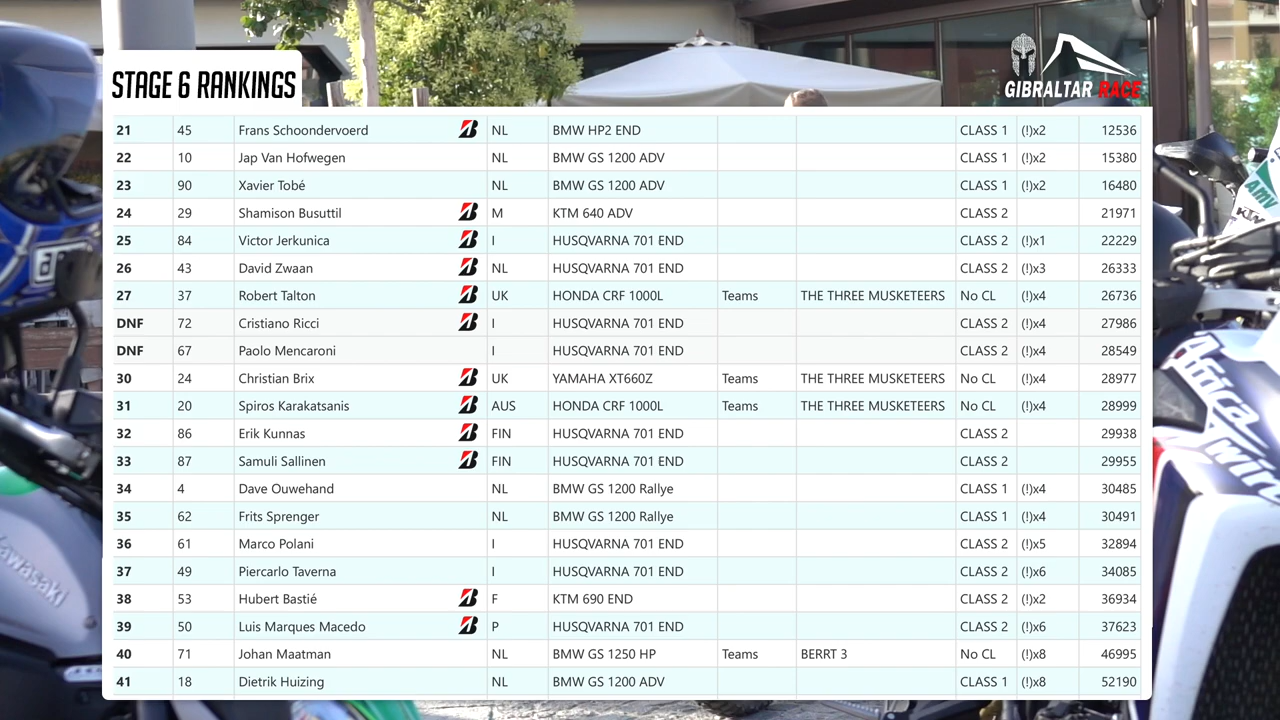 STAGE 6 RANKINGS
GIBRALTAR RACE
21 45 Frans Schoondervoerd NL BMW HP2 END CLASS 1 (!)x2 12536
22 10 Jap Van Hofwegen NL BMW GS 1200 ADV CLASS 1 (!)x2 15380
23 90 Xavier Tobé NL BMW GS 1200 ADV CLASS 1 (!)x2 16480
24 29 Shamison Busuttil M KTM 640 ADV CLASS 2 21971
25 84 Victor Jerkunica I HUSQVARNA 701 END CLASS 2 (!)x1 22229
26 43 David Zwaan NL HUSQVARNA 701 END CLASS 2 (!)x3 26333
27 37 Robert Talton UK HONDA CRF 1000L Teams THE THREE MUSKETEERS No CL (!)x4 26736
DNF 72 Cristiano Ricci I HUSQVARNA 701 END CLASS 2 (!)x4 27986
DNF 67 Paolo Mencaroni I HUSQVARNA 701 END CLASS 2 (!)x4 28549
30 24 Christian Brix UK YAMAHA XT660Z Teams THE THREE MUSKETEERS No CL (!)x4 28977
31 20 Spiros Karakatsanis AUS HONDA CRF 1000L Teams THE THREE MUSKETEERS No CL (!)x4 28999
32 86 Erik Kunnas FIN HUSQVARNA 701 END CLASS 2 29938
33 87 Samuli Sallinen FIN HUSQVARNA 701 END CLASS 2 29955
34 4 Dave Ouwehand NL BMW GS 1200 Rallye CLASS 1 (!)x4 30485
35 62 Frits Sprenger NL BMW GS 1200 Rallye CLASS 1 (!)x4 30491
36 61 Marco Polani I HUSQVARNA 701 END CLASS 2 (!)x5 32894
37 49 Piercarlo Taverna I HUSQVARNA 701 END CLASS 2 (!)x6 34085
38 53 Hubert Bastié F KTM 690 END CLASS 2 (!)x2 36934
39 50 Luis Marques Macedo P HUSQVARNA 701 END CLASS 2 (!)x6 37623
40 71 Johan Maatman NL BMW GS 1250 HP Teams BERRT 3 No CL (!)x8 46995
41 18 Dietrik Huizing NL BMW GS 1200 ADV CLASS 1 (!)x8 52190
AMV
KTM
Africa
Twin
Kawasaki